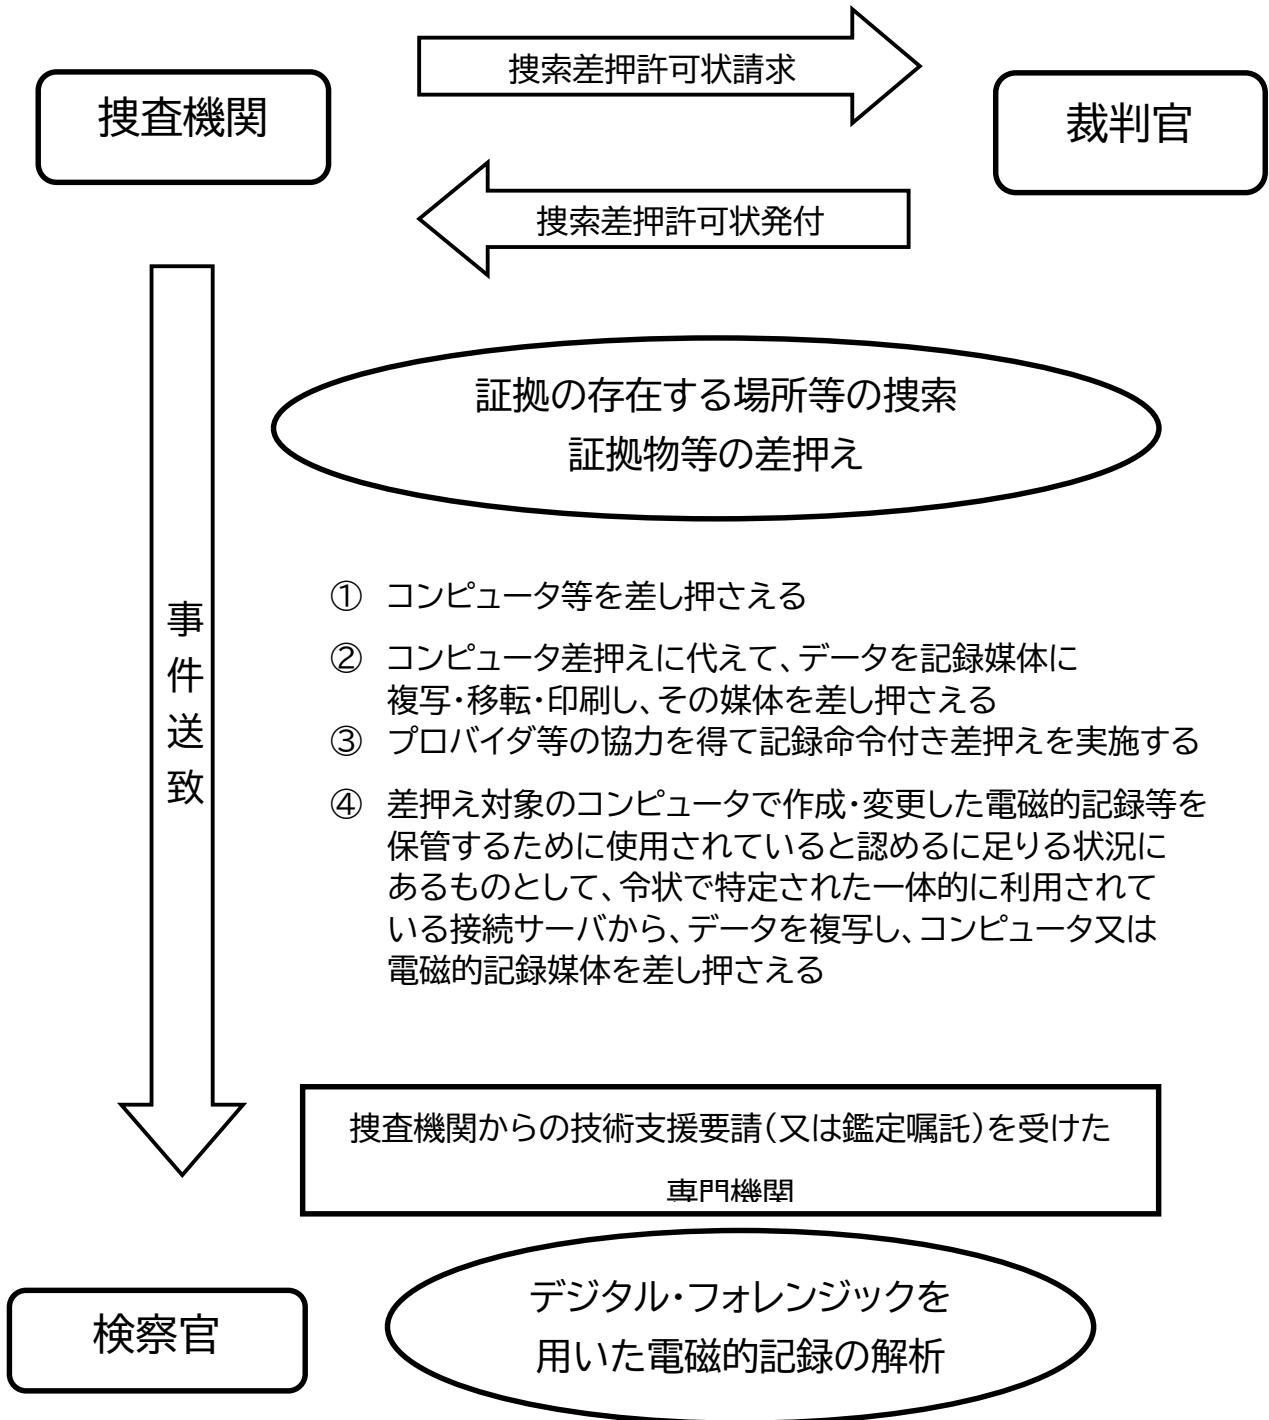 捜索差押許可状請求
捜査機関
裁判官
捜索差押許可状発付
証拠の存在する場所等の捜索
証拠物等の差押え
① コンピュータ等を差し押さえる
② コンピュータ差押えに代えて、データを記録媒体に
複写・移転・印刷し、その媒体を差し押さえる
③ プロバイダ等の協力を得て記録命令付き差押えを実施する
④ 差押え対象のコンピュータで作成・変更した電磁的記録等を
保管するために使用されていると認めるに足りる状況に
あるものとして、令状で特定された一体的に利用されて
いる接続サーバから、データを複写し、コンピュータ又は
電磁的記録媒体を差し押さえる
事件送致
捜査機関からの技術支援要請(又は鑑定嘱託)を受けた
専門機関
検察官
デジタル・フォレンジックを
用いた電磁的記録の解析